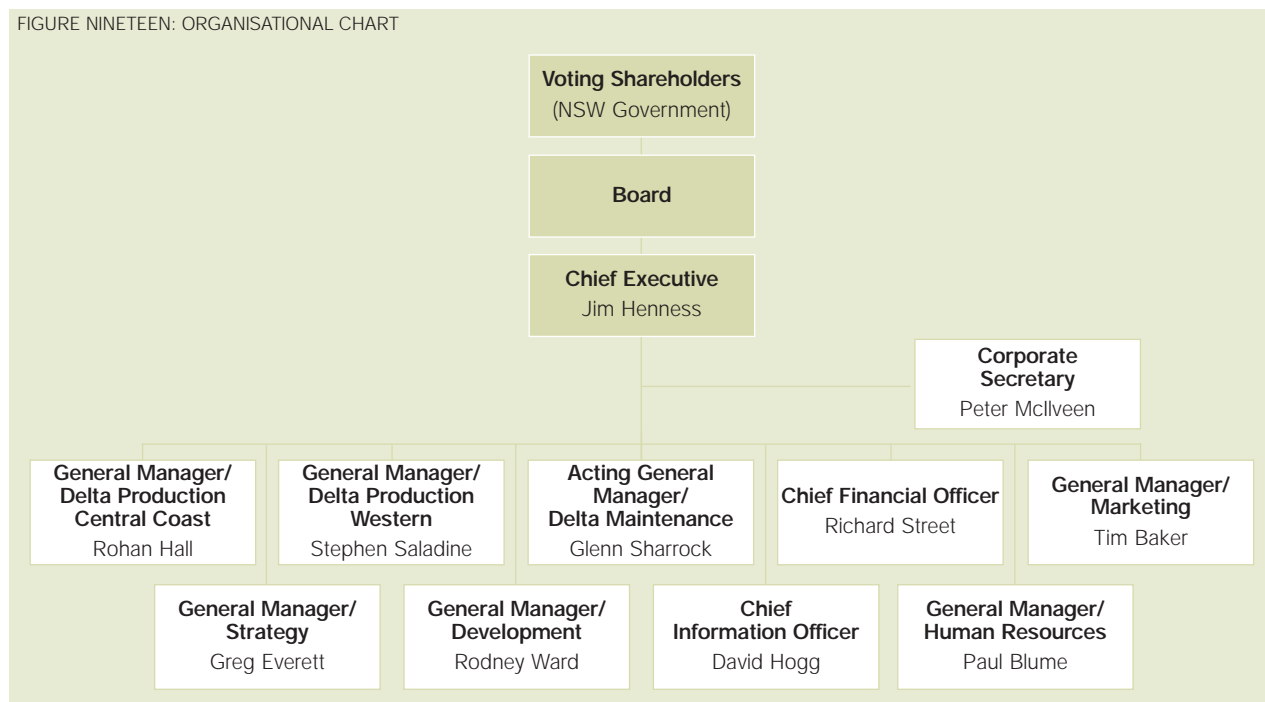 FIGURE NINETEEN: ORGANISATIONAL CHART
Voting Shareholders
(NSW Government)
Board
Chief Executive
Jim Henness
Corporate
Secretary
Peter McIlveen
General Manager/
Delta Production
Central Coast
Rohan Hall
General Manager/
Delta Production
Western
Stephen Saladine
Acting General
Manager/
Delta Maintenance
Glenn Sharrock
Chief Financial Officer
Richard Street
General Manager/
Marketing
Tim Baker
General Manager/
Strategy
Greg Everett
General Manager/
Development
Rodney Ward
Chief
Information Officer
David Hogg
General Manager/
Human Resources
Paul Blume